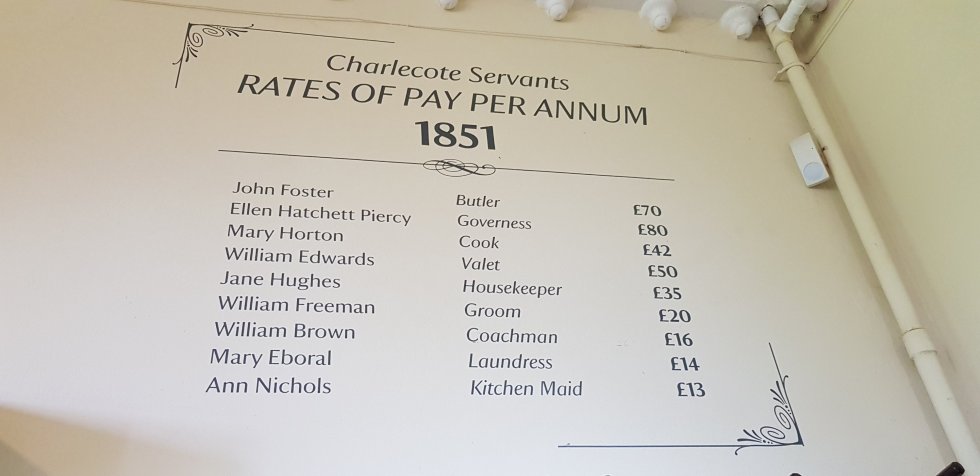 Charlecote Servants
RATES OF PAY PER ANNUM
1851
John Foster Butler £70
Ellen Hatchett Piercy Governess £80
Mary Horton Cook £42
William Edwards Valet £50
Jane Hughes Housekeeper £35
William Freeman Groom £20
William Brown Coachman £16
Mary Eboral Laundress £14
Ann Nichols Kitchen Maid £13